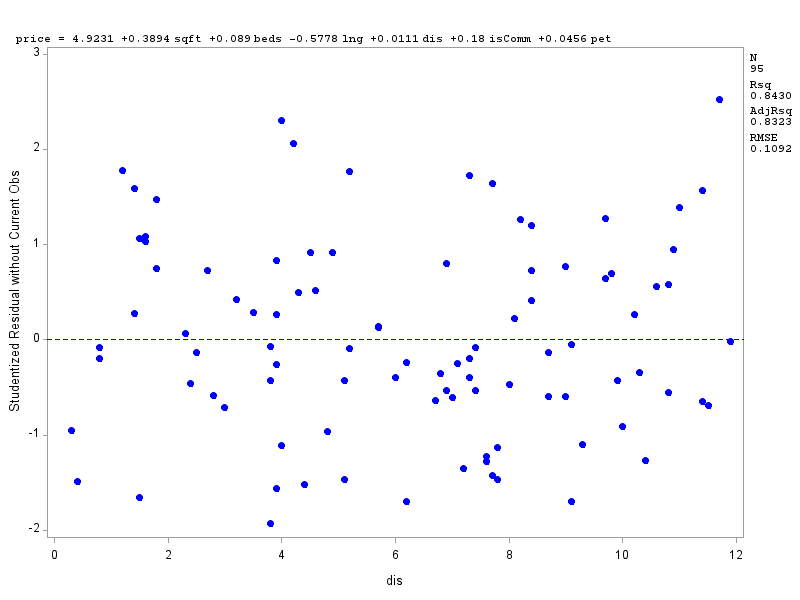 price = 4.9231 +0.3894 sqft +0.089 beds -0.5778 lng +0.0111 dis +0.18 isComm +0.0456 pet
N
95
Rsq
0.8430
AdjRsq
0.8323
RMSE
0.1092
3
2
1
0
-1
-2
Studentized Residual without Current Obs
0 2 4 6 8 10 12
dis